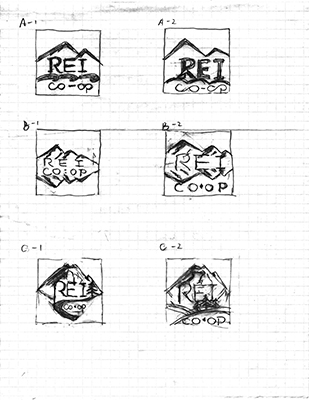 A-1 A-2
REI REI
CO-OP CO-OP
B-1 B-2
REI REI
CO:OP CO:OP
C-1 C-2
REI REI
CO:OP CO:OP